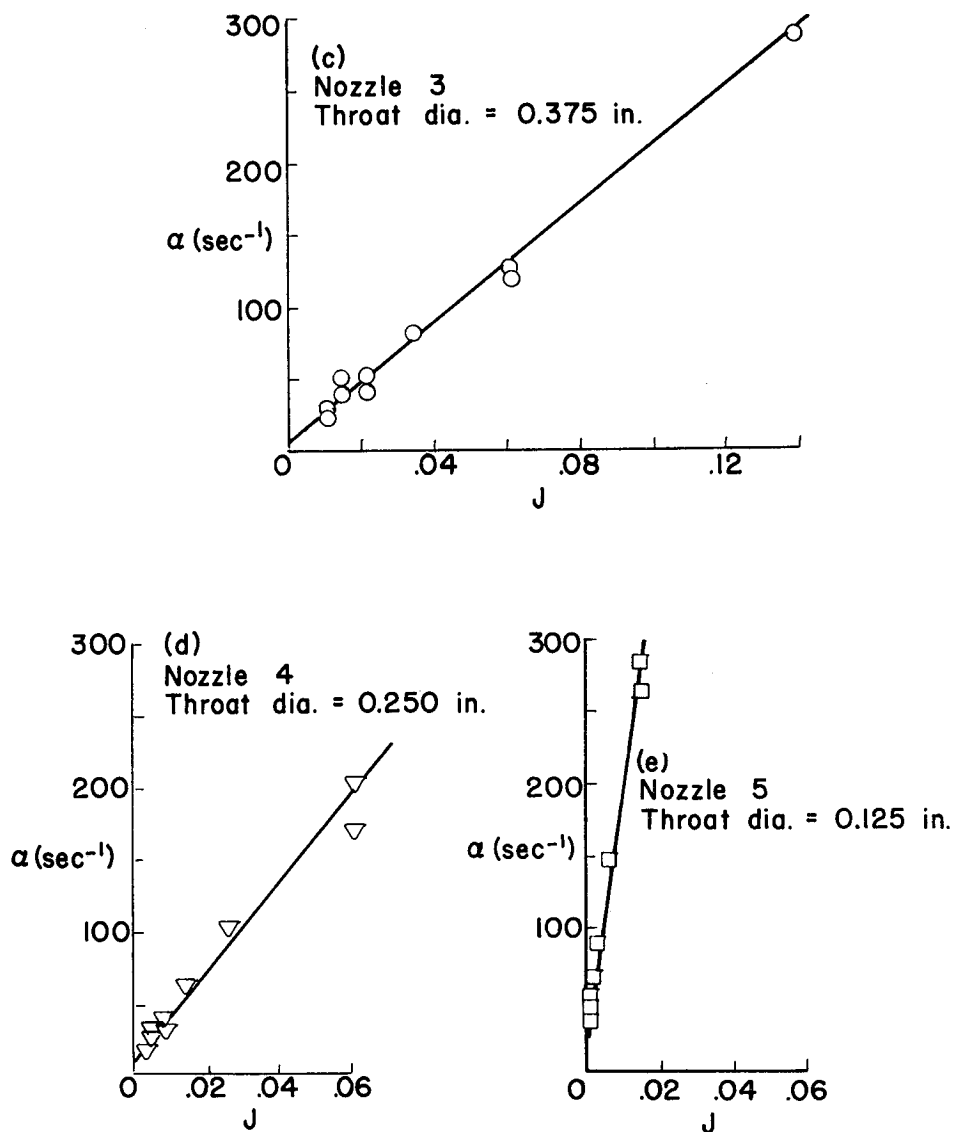 300
(c)
Nozzle 3
Throat dia. = 0.375 in.
200
α (sec⁻¹)
100
0 .04 .08 .12
J
300
(d)
Nozzle 4
Throat dia. = 0.250 in.
200
α (sec⁻¹)
100
0 .02 .04 .06
J
300
(e)
Nozzle 5
Throat dia. = 0.125 in.
200
α (sec⁻¹)
100
0 .02 .04 .06
J